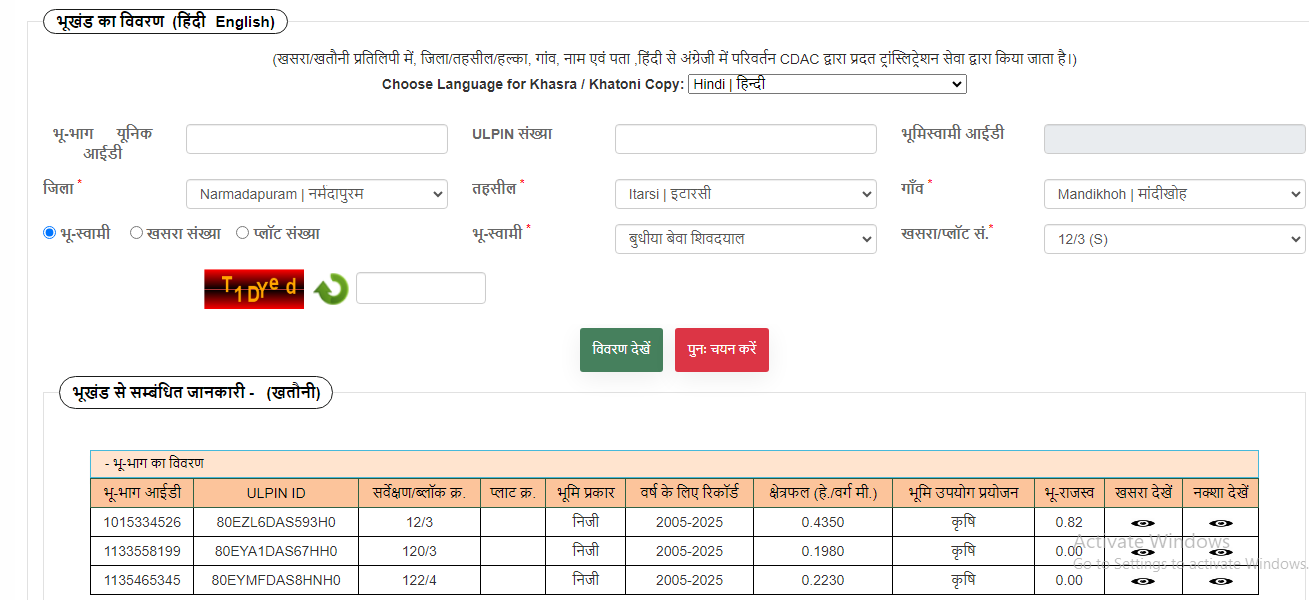 भूखंड का विवरण (हिंदी English)
(खसरा/खतौनी प्रतिलिपी में, जिला/तहसील/हल्का, गांव, नाम एवं पता ,हिंदी से अंग्रेजी में परिवर्तन CDAC द्वारा प्रदत ट्रांस्लिट्रेशन सेवा द्वारा किया जाता है।)
Choose Language for Khasra / Khatoni Copy: Hindi | हिन्दी
भू-भाग यूनिक आईडी ULPIN संख्या भूमिस्वामी आईडी
जिला * Narmadapuram | नर्मदापुरम तहसील * Itarsi | इटारसी गाँव * Mandikhoh | मांदीखोह
भू-स्वामी खसरा संख्या प्लॉट संख्या भू-स्वामी * बुधीया बेवा शिवदयाल खसरा/प्लॉट सं.* 12/3 (S)
T1DYed
विवरण देखें पुनः चयन करें
भूखंड से सम्बंधित जानकारी - (खतौनी)
- भू-भाग का विवरण
भू-भाग आईडी ULPIN ID सर्वेक्षण/ब्लॉक क्र. प्लाट क्र. भूमि प्रकार वर्ष के लिए रिकॉर्ड क्षेत्रफल (हे./वर्ग मी.) भूमि उपयोग प्रयोजन भू-राजस्व खसरा देखें नक्शा देखें
1015334526 80EZL6DAS593H0 12/3 निजी 2005-2025 0.4350 कृषि 0.82
1133558199 80EYA1DAS67HH0 120/3 निजी 2005-2025 0.1980 कृषि 0.00
1135465345 80EYMFDAS8HNH0 122/4 निजी 2005-2025 0.2230 कृषि 0.00
Activate Windows
Go to Settings to activate Windows.